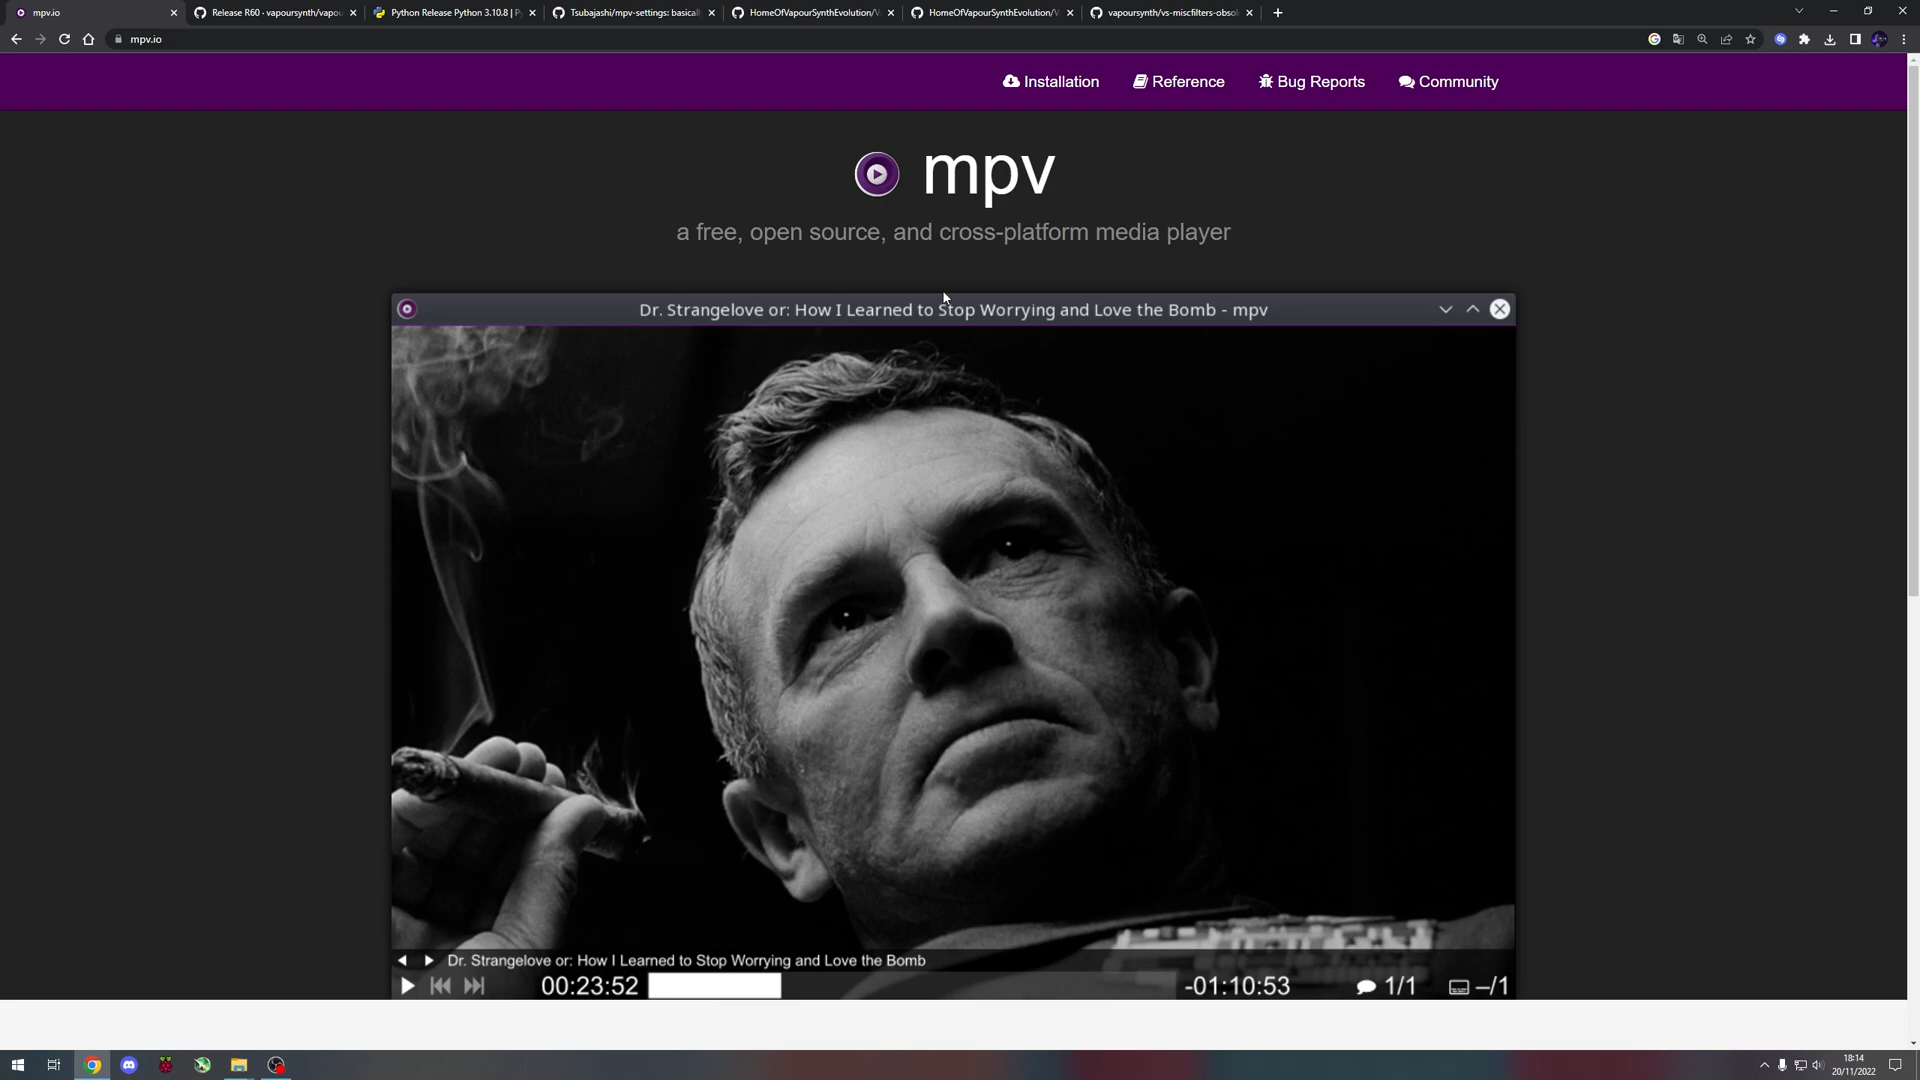 mpv.io
Release R60 · vapoursynth/vapou
Python Release Python 3.10.8 | P
Tsubajashi/mpv-settings: basicall
HomeOfVapourSynthEvolution/V
HomeOfVapourSynthEvolution/V
vapoursynth/vs-miscfilters-obsol
mpv.io
Installation
Reference
Bug Reports
Community
mpv
a free, open source, and cross-platform media player
Dr. Strangelove or: How I Learned to Stop Worrying and Love the Bomb - mpv
Dr. Strangelove or: How I Learned to Stop Worrying and Love the Bomb
00:23:52
-01:10:53
1/1
–/1
18:14
20/11/2022